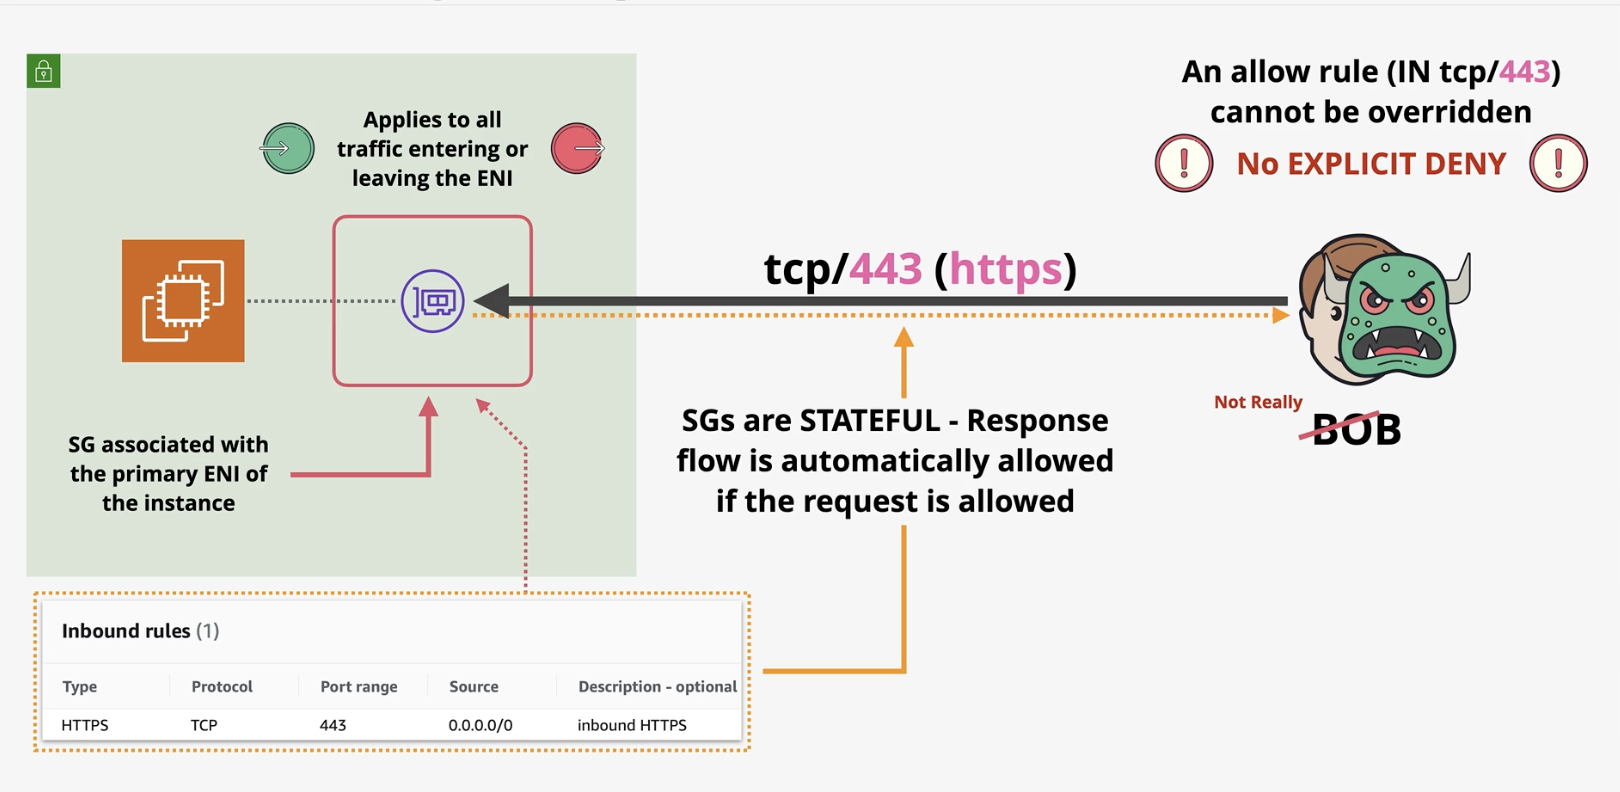 An allow rule (IN tcp/443)
cannot be overridden
No EXPLICIT DENY
Applies to all
traffic entering or
leaving the ENI
tcp/443 (https)
Not Really
BOB
SGs are STATEFUL - Response
flow is automatically allowed
if the request is allowed
SG associated with
the primary ENI of
the instance
Inbound rules (1)
Type Protocol Port range Source Description - optional
HTTPS TCP 443 0.0.0.0/0 inbound HTTPS